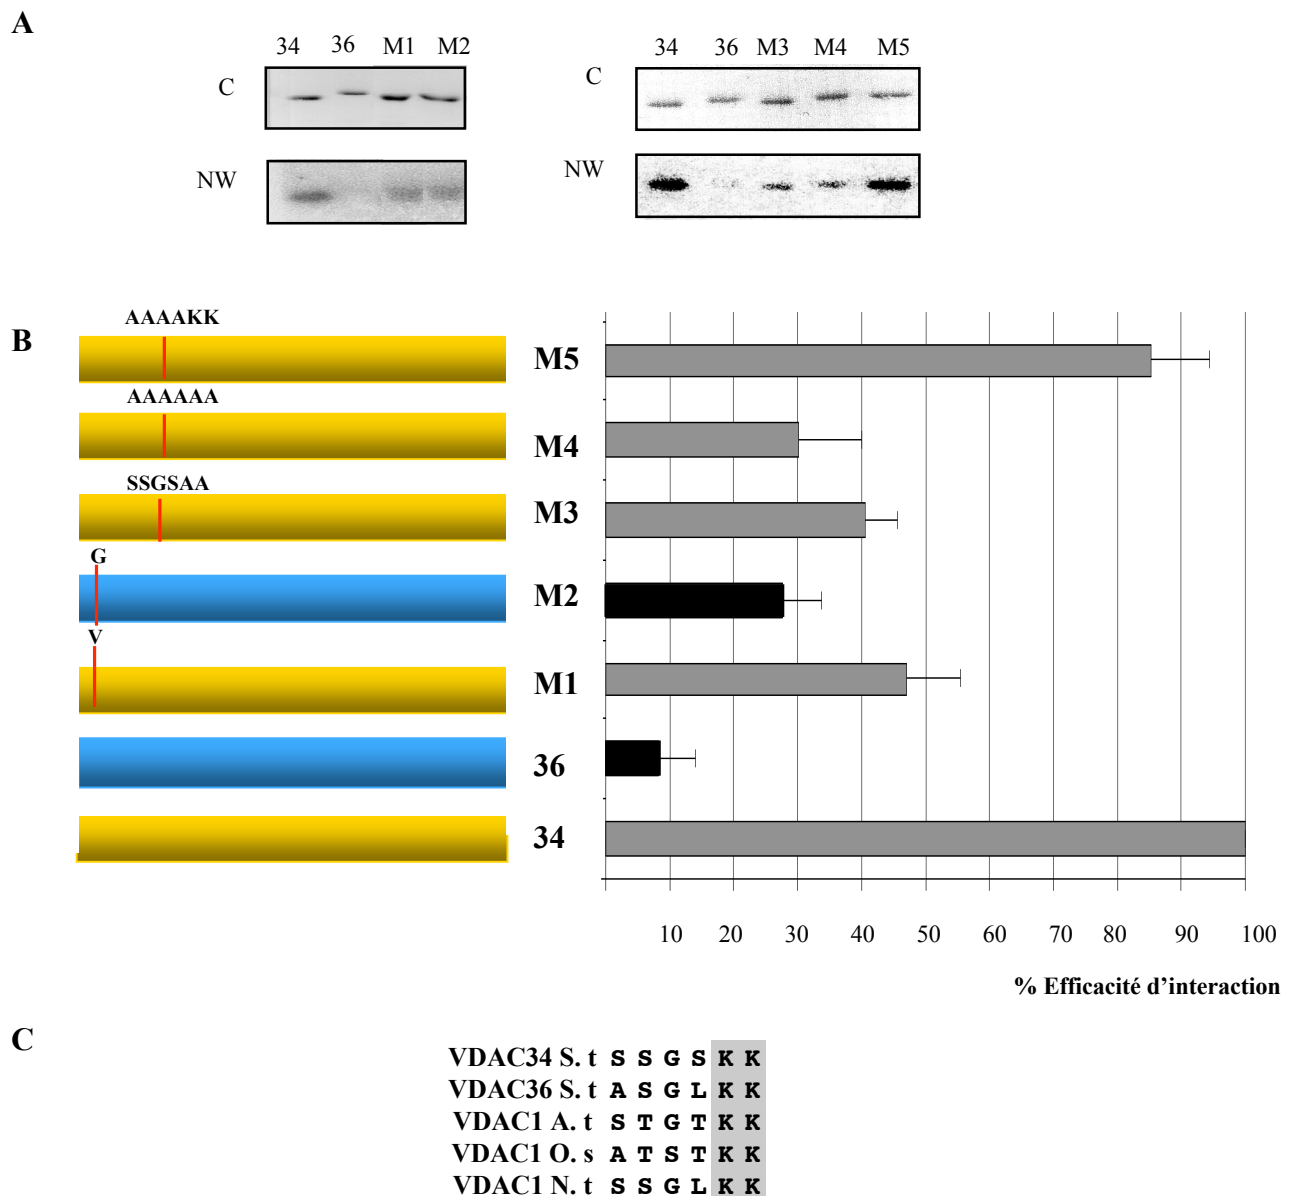 A
34 36 M1 M2
C
NW
34 36 M3 M4 M5
C
NW
B
AAAAKK
M5
AAAAAA
M4
SSGSAA
M3
G
M2
V
M1
36
34
10 20 30 40 50 60 70 80 90 100
% Efficacité d’interaction
C
VDAC34 S. t S S G S K K
VDAC36 S. t A S G L K K
VDAC1 A. t S T G T K K
VDAC1 O. s A T S T K K
VDAC1 N. t S S G L K K